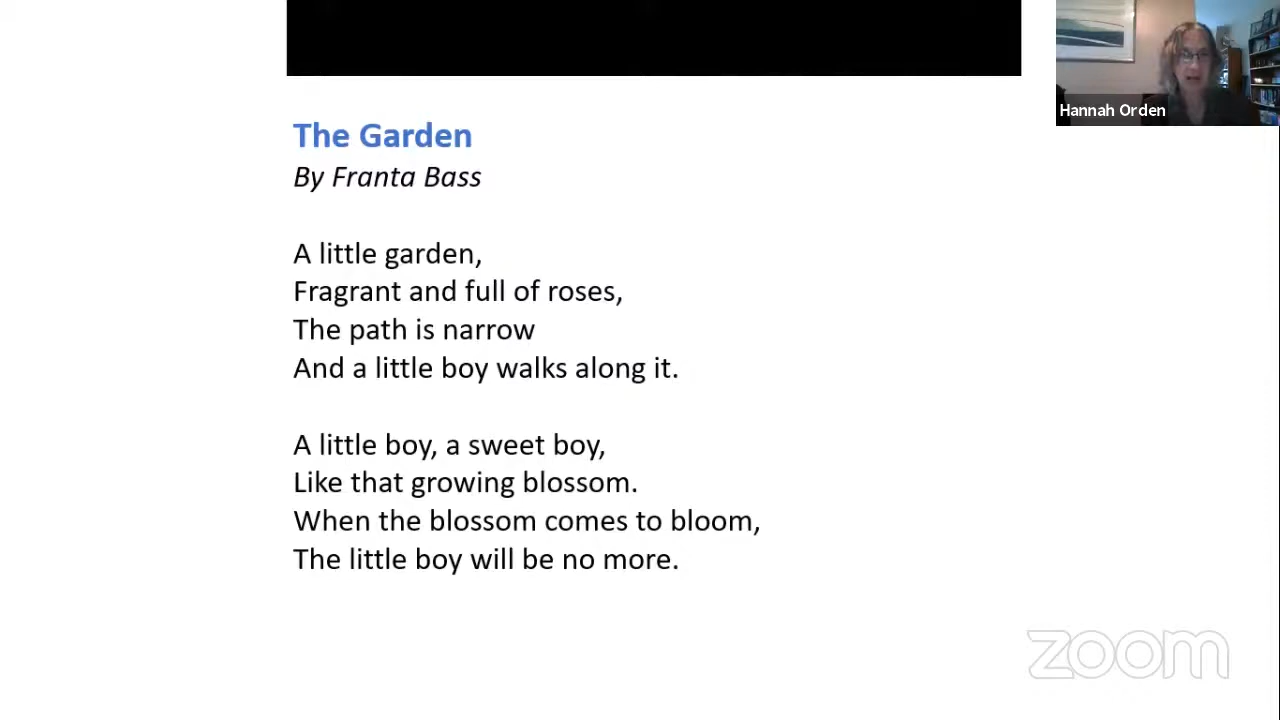 Hannah Orden
The Garden
By Franta Bass
A little garden,
Fragrant and full of roses,
The path is narrow
And a little boy walks along it.
A little boy, a sweet boy,
Like that growing blossom.
When the blossom comes to bloom,
The little boy will be no more.
zoom